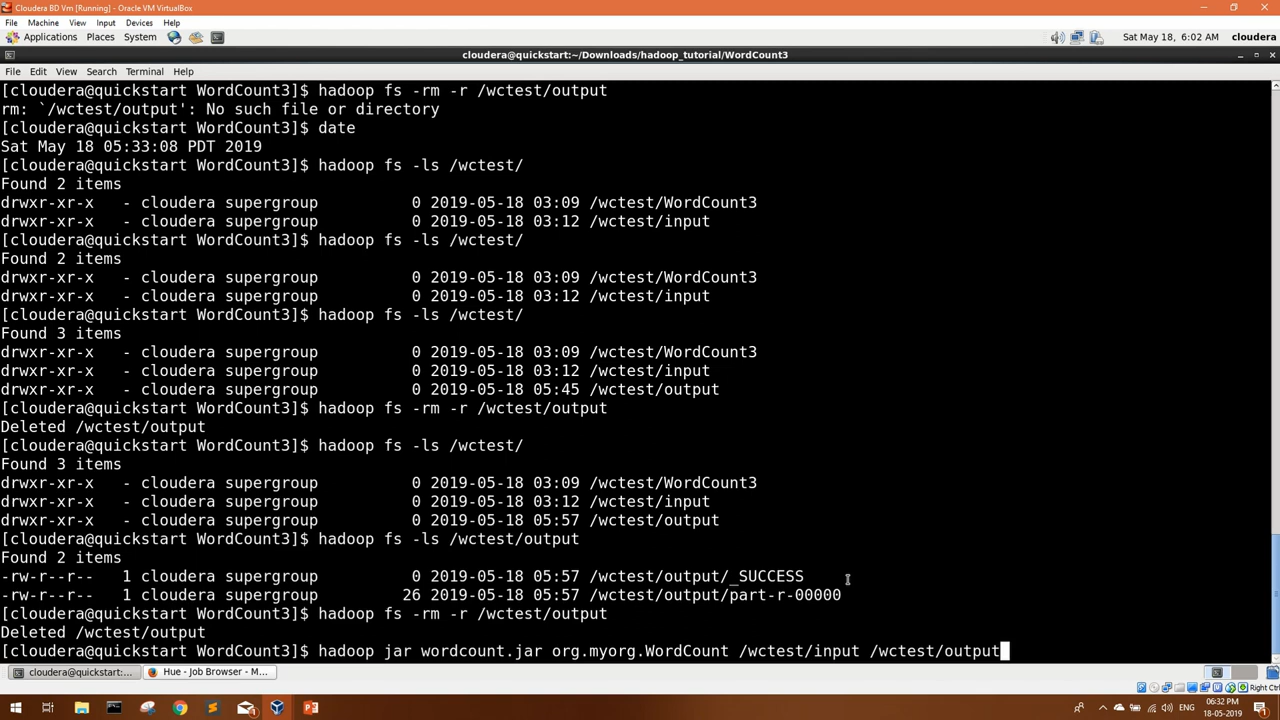 Cloudera BD Vm [Running] - Oracle VM VirtualBox
File Machine View Input Devices Help
Applications Places System Sat May 18, 6:02 AM cloudera
cloudera@quickstart:~/Downloads/hadoop_tutorial/WordCount3
File Edit View Search Terminal Help
[cloudera@quickstart WordCount3]$ hadoop fs -rm -r /wctest/output
rm: `/wctest/output': No such file or directory
[cloudera@quickstart WordCount3]$ date
Sat May 18 05:33:08 PDT 2019
[cloudera@quickstart WordCount3]$ hadoop fs -ls /wctest/
Found 2 items
drwxr-xr-x   - cloudera supergroup          0 2019-05-18 03:09 /wctest/WordCount3
drwxr-xr-x   - cloudera supergroup          0 2019-05-18 03:12 /wctest/input
[cloudera@quickstart WordCount3]$ hadoop fs -ls /wctest/
Found 2 items
drwxr-xr-x   - cloudera supergroup          0 2019-05-18 03:09 /wctest/WordCount3
drwxr-xr-x   - cloudera supergroup          0 2019-05-18 03:12 /wctest/input
[cloudera@quickstart WordCount3]$ hadoop fs -ls /wctest/
Found 3 items
drwxr-xr-x   - cloudera supergroup          0 2019-05-18 03:09 /wctest/WordCount3
drwxr-xr-x   - cloudera supergroup          0 2019-05-18 03:12 /wctest/input
drwxr-xr-x   - cloudera supergroup          0 2019-05-18 05:45 /wctest/output
[cloudera@quickstart WordCount3]$ hadoop fs -rm -r /wctest/output
Deleted /wctest/output
[cloudera@quickstart WordCount3]$ hadoop fs -ls /wctest/
Found 3 items
drwxr-xr-x   - cloudera supergroup          0 2019-05-18 03:09 /wctest/WordCount3
drwxr-xr-x   - cloudera supergroup          0 2019-05-18 03:12 /wctest/input
drwxr-xr-x   - cloudera supergroup          0 2019-05-18 05:57 /wctest/output
[cloudera@quickstart WordCount3]$ hadoop fs -ls /wctest/output
Found 2 items
-rw-r--r--   1 cloudera supergroup          0 2019-05-18 05:57 /wctest/output/_SUCCESS
-rw-r--r--   1 cloudera supergroup         26 2019-05-18 05:57 /wctest/output/part-r-00000
[cloudera@quickstart WordCount3]$ hadoop fs -rm -r /wctest/output
Deleted /wctest/output
[cloudera@quickstart WordCount3]$ hadoop jar wordcount.jar org.myorg.WordCount /wctest/input /wctest/output
cloudera@quickstart:... Hue - Job Browser - M...
Right Ctrl
ENG 06:32 PM
18-05-2019